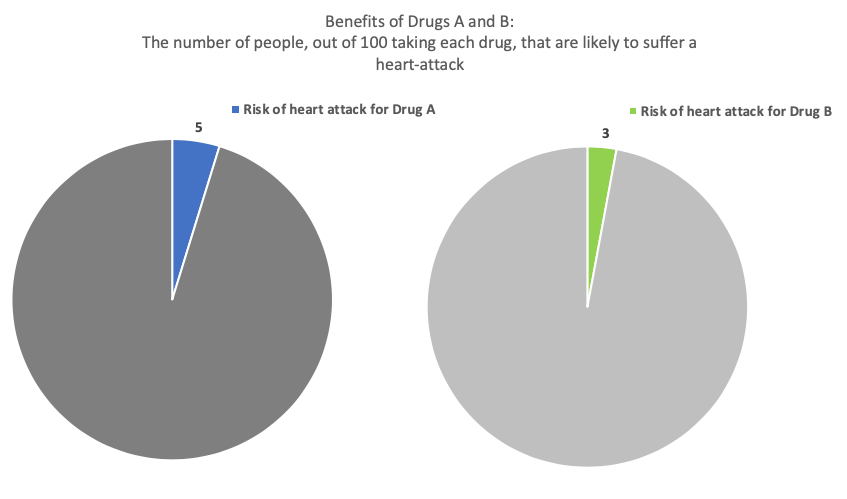 Benefits of Drugs A and B:
The number of people, out of 100 taking each drug, that are likely to suffer a
heart-attack
Risk of heart attack for Drug A
5
Risk of heart attack for Drug B
3